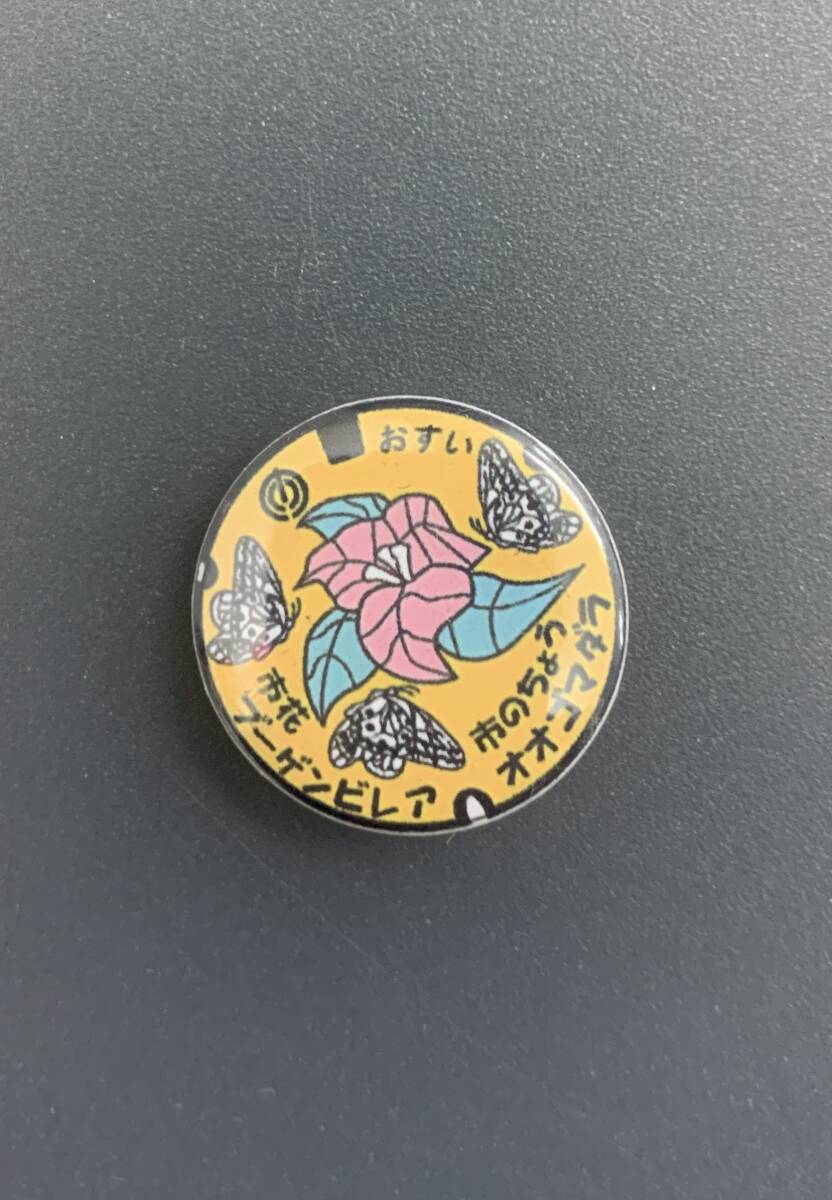 おすい
市花
ブーゲンビレア
市のちょう
オオゴマダラ